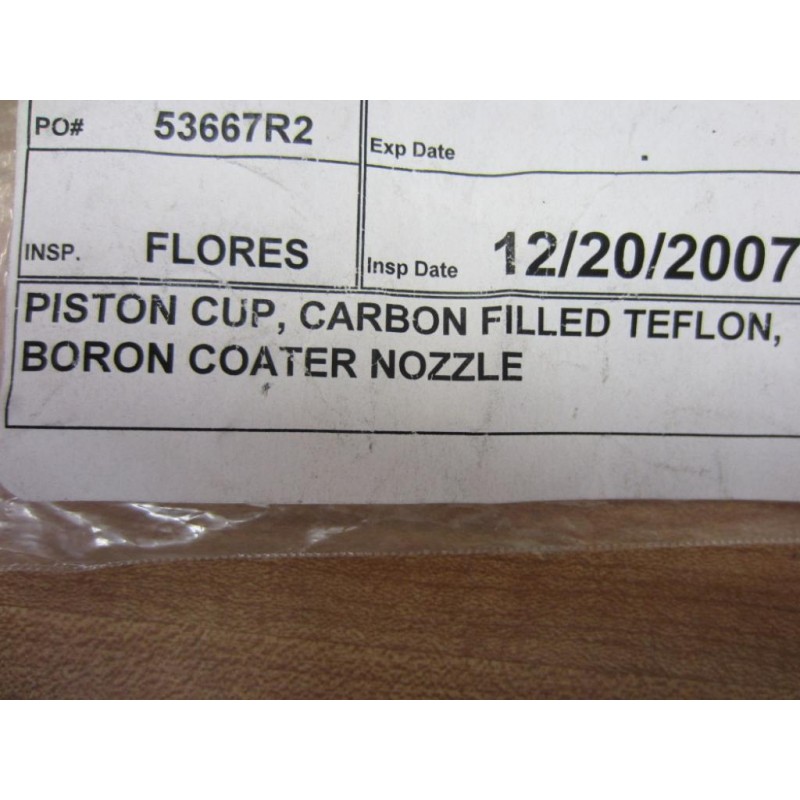 PO# 53667R2
Exp Date
INSP. FLORES
Insp Date 12/20/2007
PISTON CUP, CARBON FILLED TEFLON,
BORON COATER NOZZLE